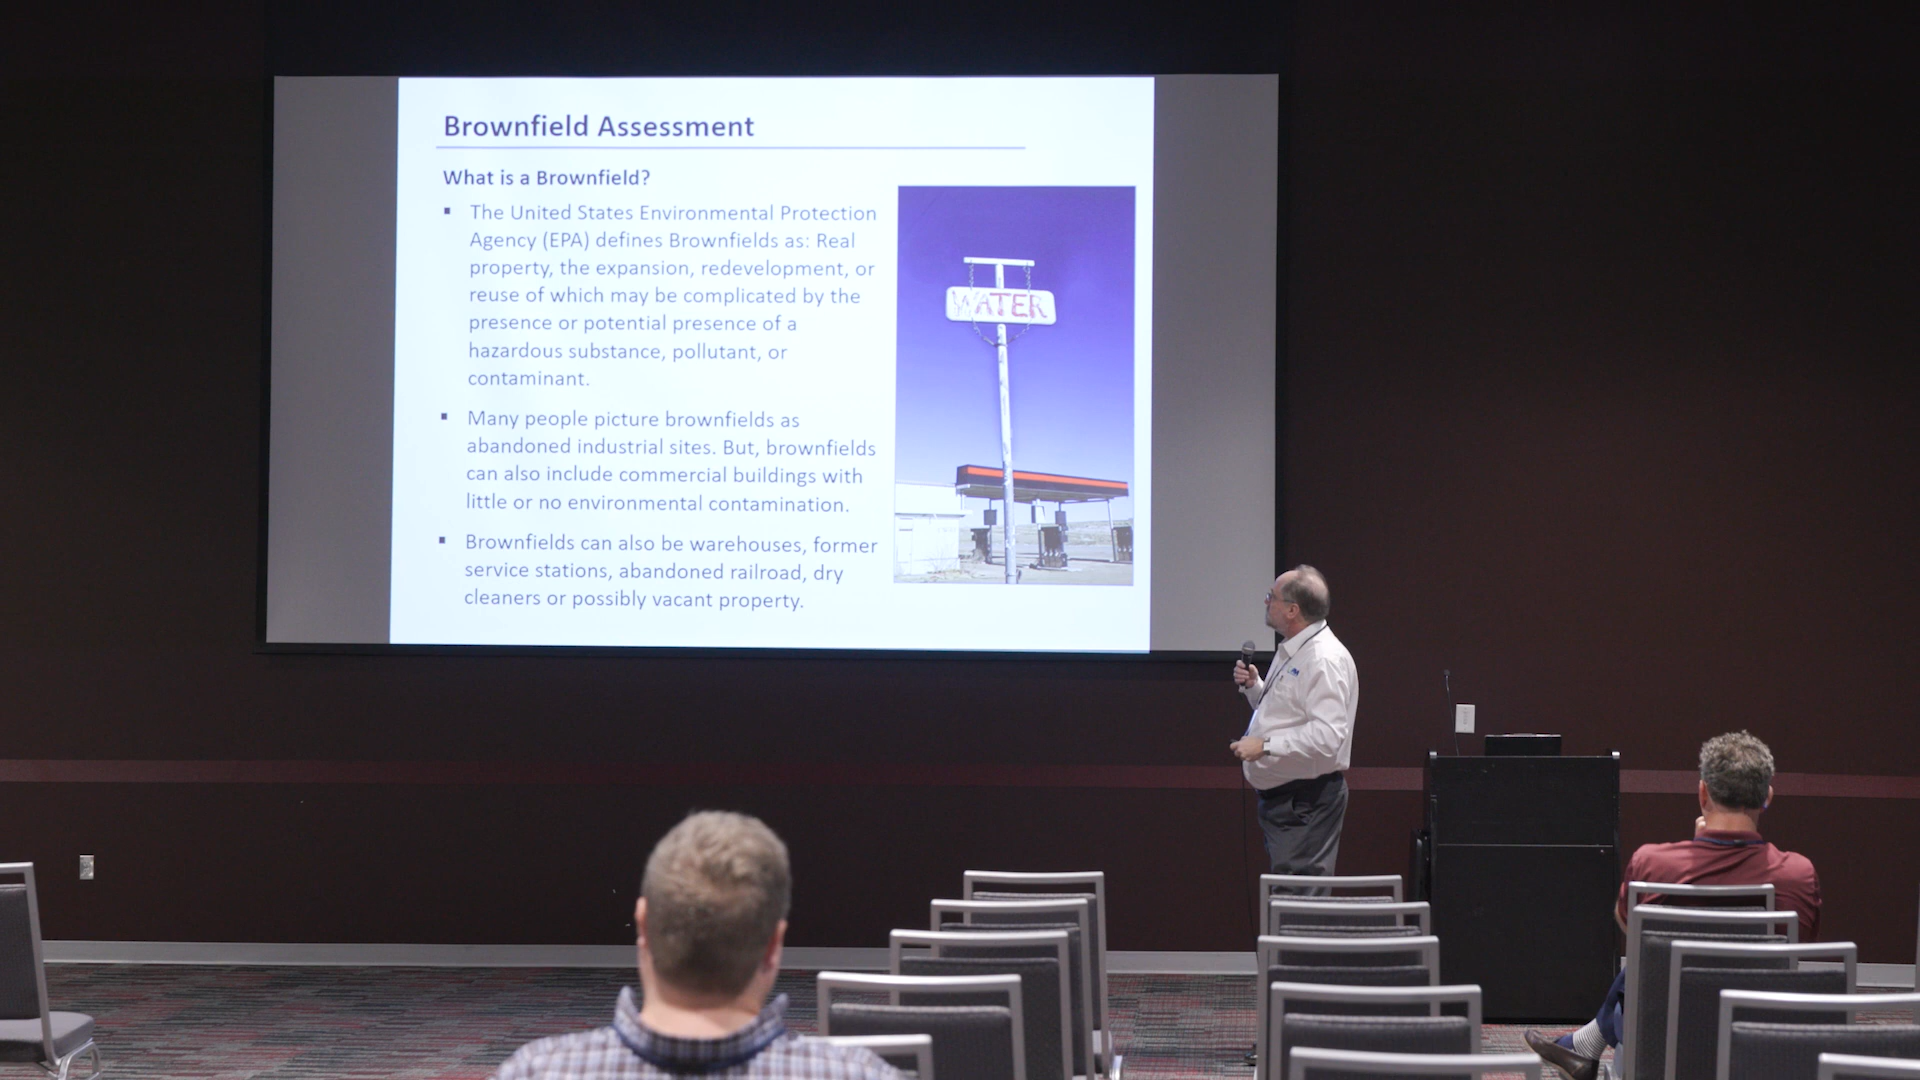 Brownfield Assessment
What is a Brownfield?
▪ The United States Environmental Protection
Agency (EPA) defines Brownfields as: Real
property, the expansion, redevelopment, or
reuse of which may be complicated by the
presence or potential presence of a
hazardous substance, pollutant, or
contaminant.
▪ Many people picture brownfields as
abandoned industrial sites. But, brownfields
can also include commercial buildings with
little or no environmental contamination.
▪ Brownfields can also be warehouses, former
service stations, abandoned railroad, dry
cleaners or possibly vacant property.
WATER